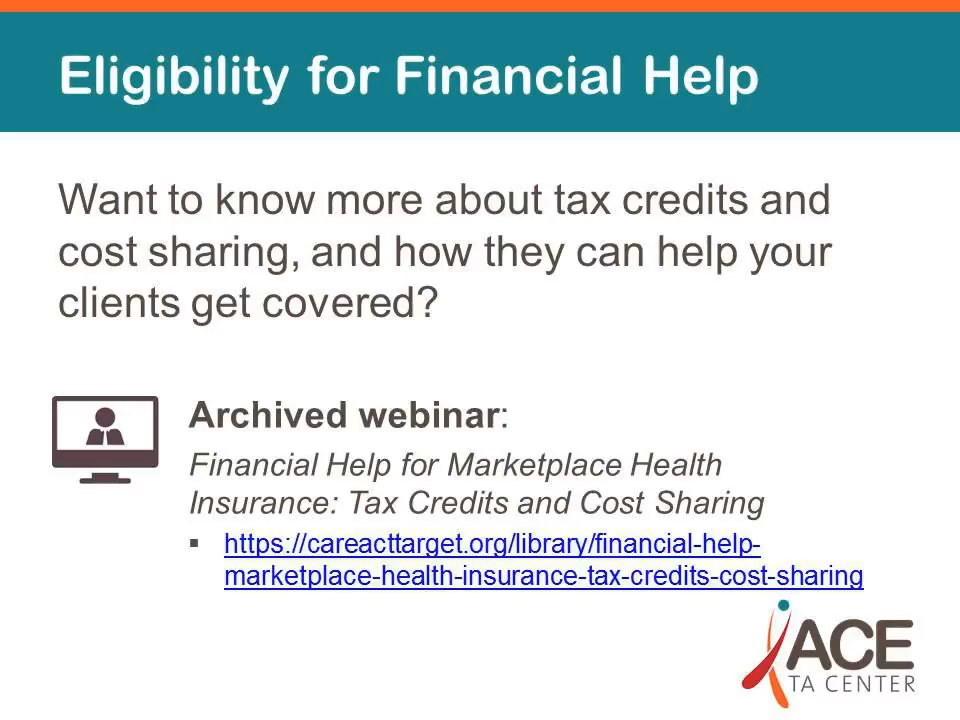 Eligibility for Financial Help
Want to know more about tax credits and
cost sharing, and how they can help your
clients get covered?
Archived webinar:
Financial Help for Marketplace Health
Insurance: Tax Credits and Cost Sharing
▪ https://careacttarget.org/library/financial-help-
marketplace-health-insurance-tax-credits-cost-sharing
ACE
TA CENTER